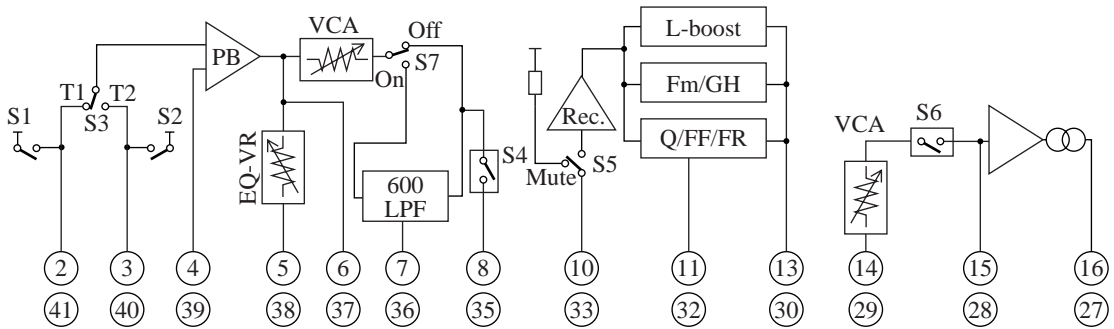 VCA
Off
L-boost
PB
S7
On
T1
T2
S1
S3
S2
Fm/GH
Rec.
S6
VCA
Q/FF/FR
EQ-VR
S4
S5
Mute
600
LPF
2 3 4 5 6 7 8 10 11 13 14 15 16
41 40 39 38 37 36 35 33 32 30 29 28 27